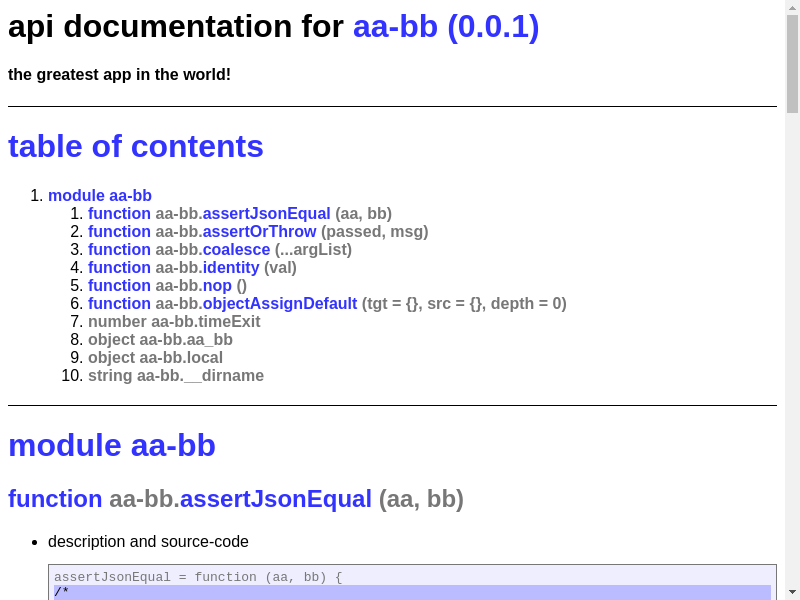 api documentation for aa-bb (0.0.1)
the greatest app in the world!
table of contents
1. module aa-bb
1. function aa-bb.assertJsonEqual (aa, bb)
2. function aa-bb.assertOrThrow (passed, msg)
3. function aa-bb.coalesce (...argList)
4. function aa-bb.identity (val)
5. function aa-bb.nop ()
6. function aa-bb.objectAssignDefault (tgt = {}, src = {}, depth = 0)
7. number aa-bb.timeExit
8. object aa-bb.aa_bb
9. object aa-bb.local
10. string aa-bb.__dirname
module aa-bb
function aa-bb.assertJsonEqual (aa, bb)
• description and source-code
assertJsonEqual = function (aa, bb) {
/*